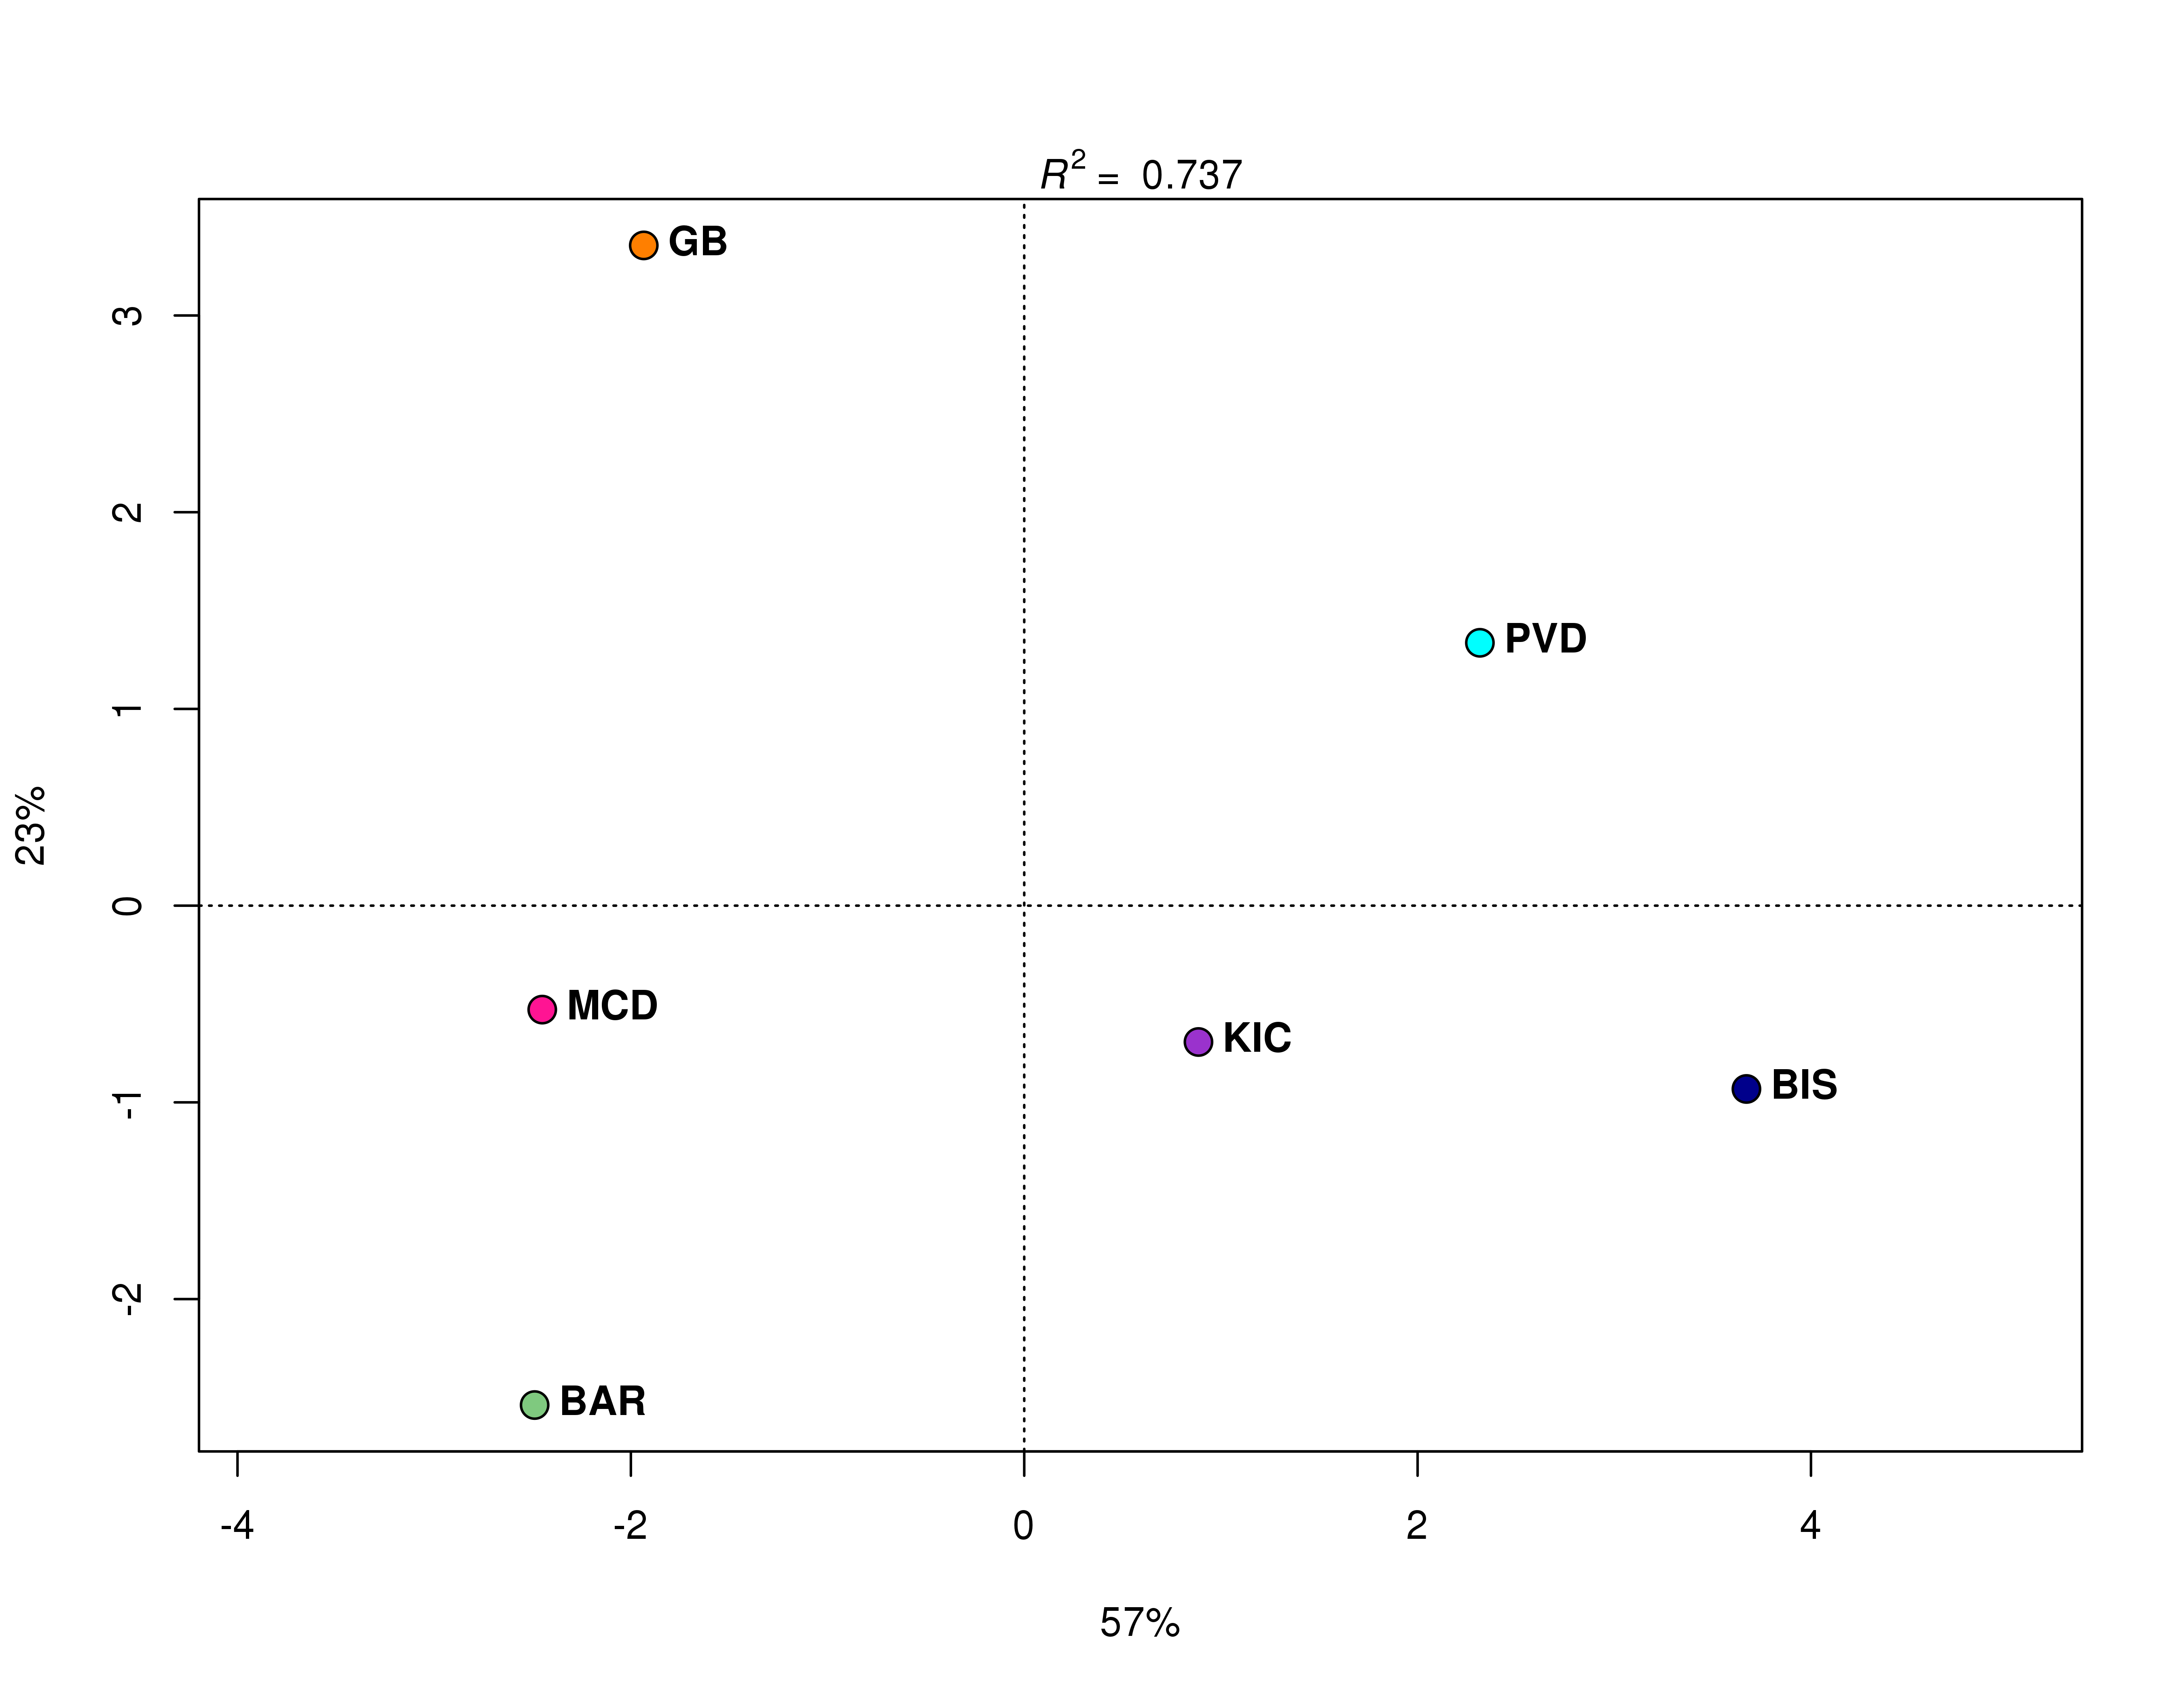 R² = 0.737
GB
3
2
PVD
1
23%
0
MCD
KIC
-1
BIS
-2
BAR
-4 -2 0 2 4
57%